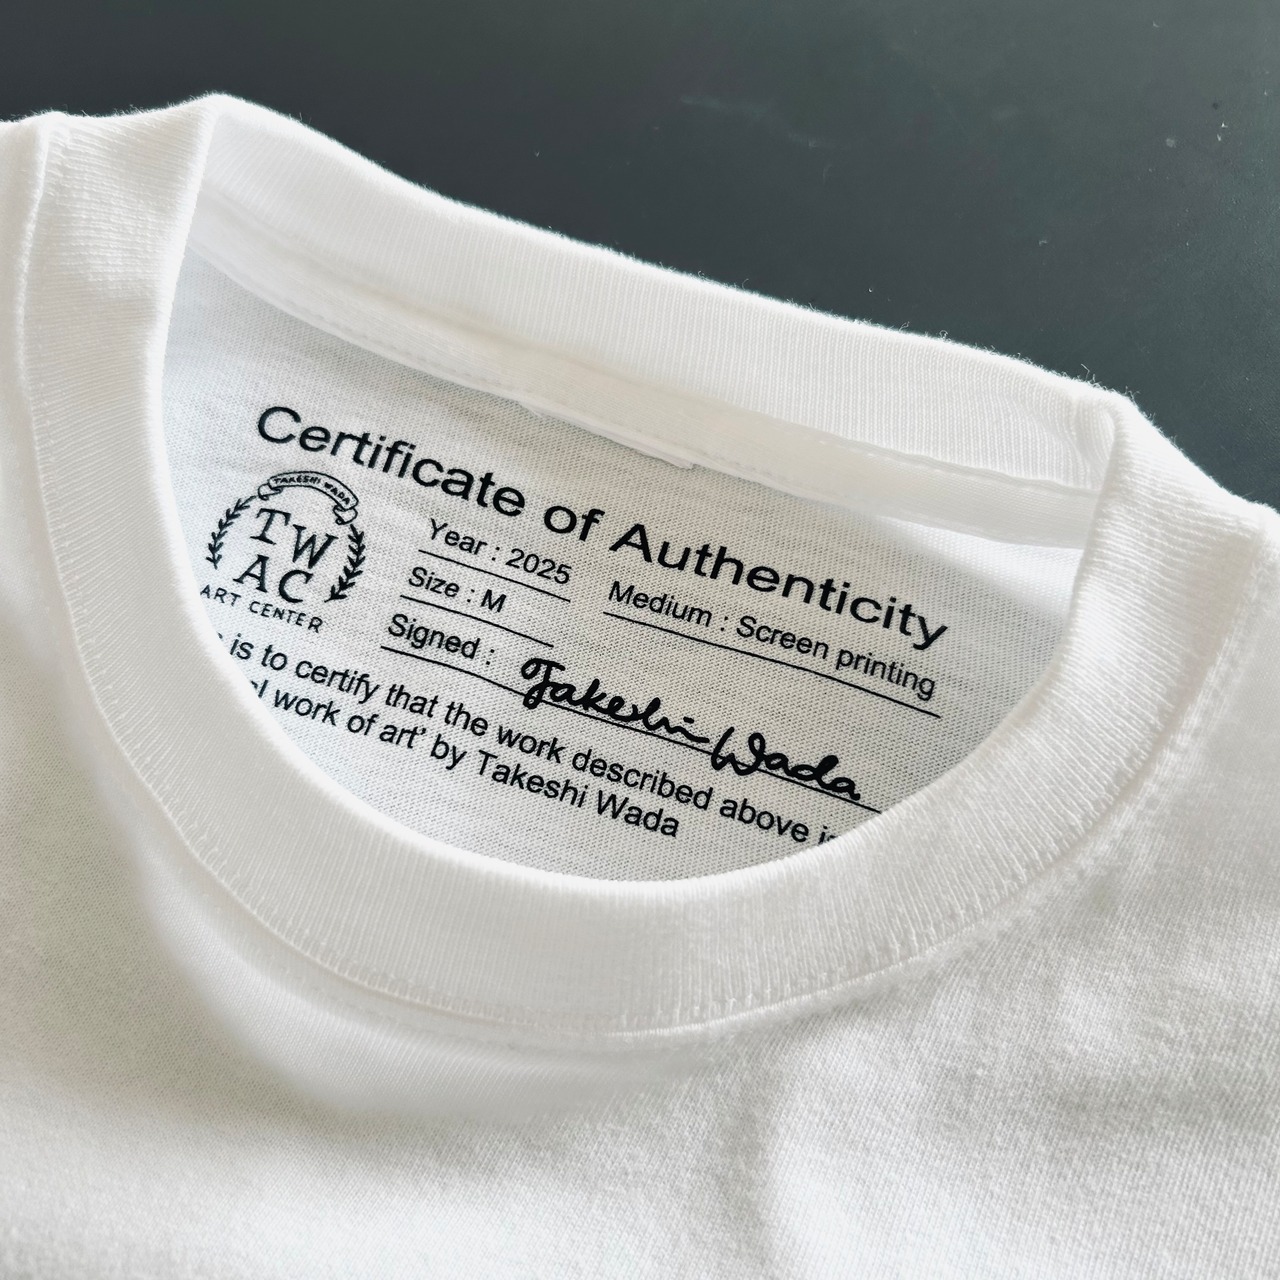 Certificate of Authenticity
TAKESHI WADA
TW
AC
ART CENTER
Year : 2025
Size : M
Medium : Screen printing
Signed : Takeshi Wada
is to certify that the work described above
work of art' by Takeshi Wada